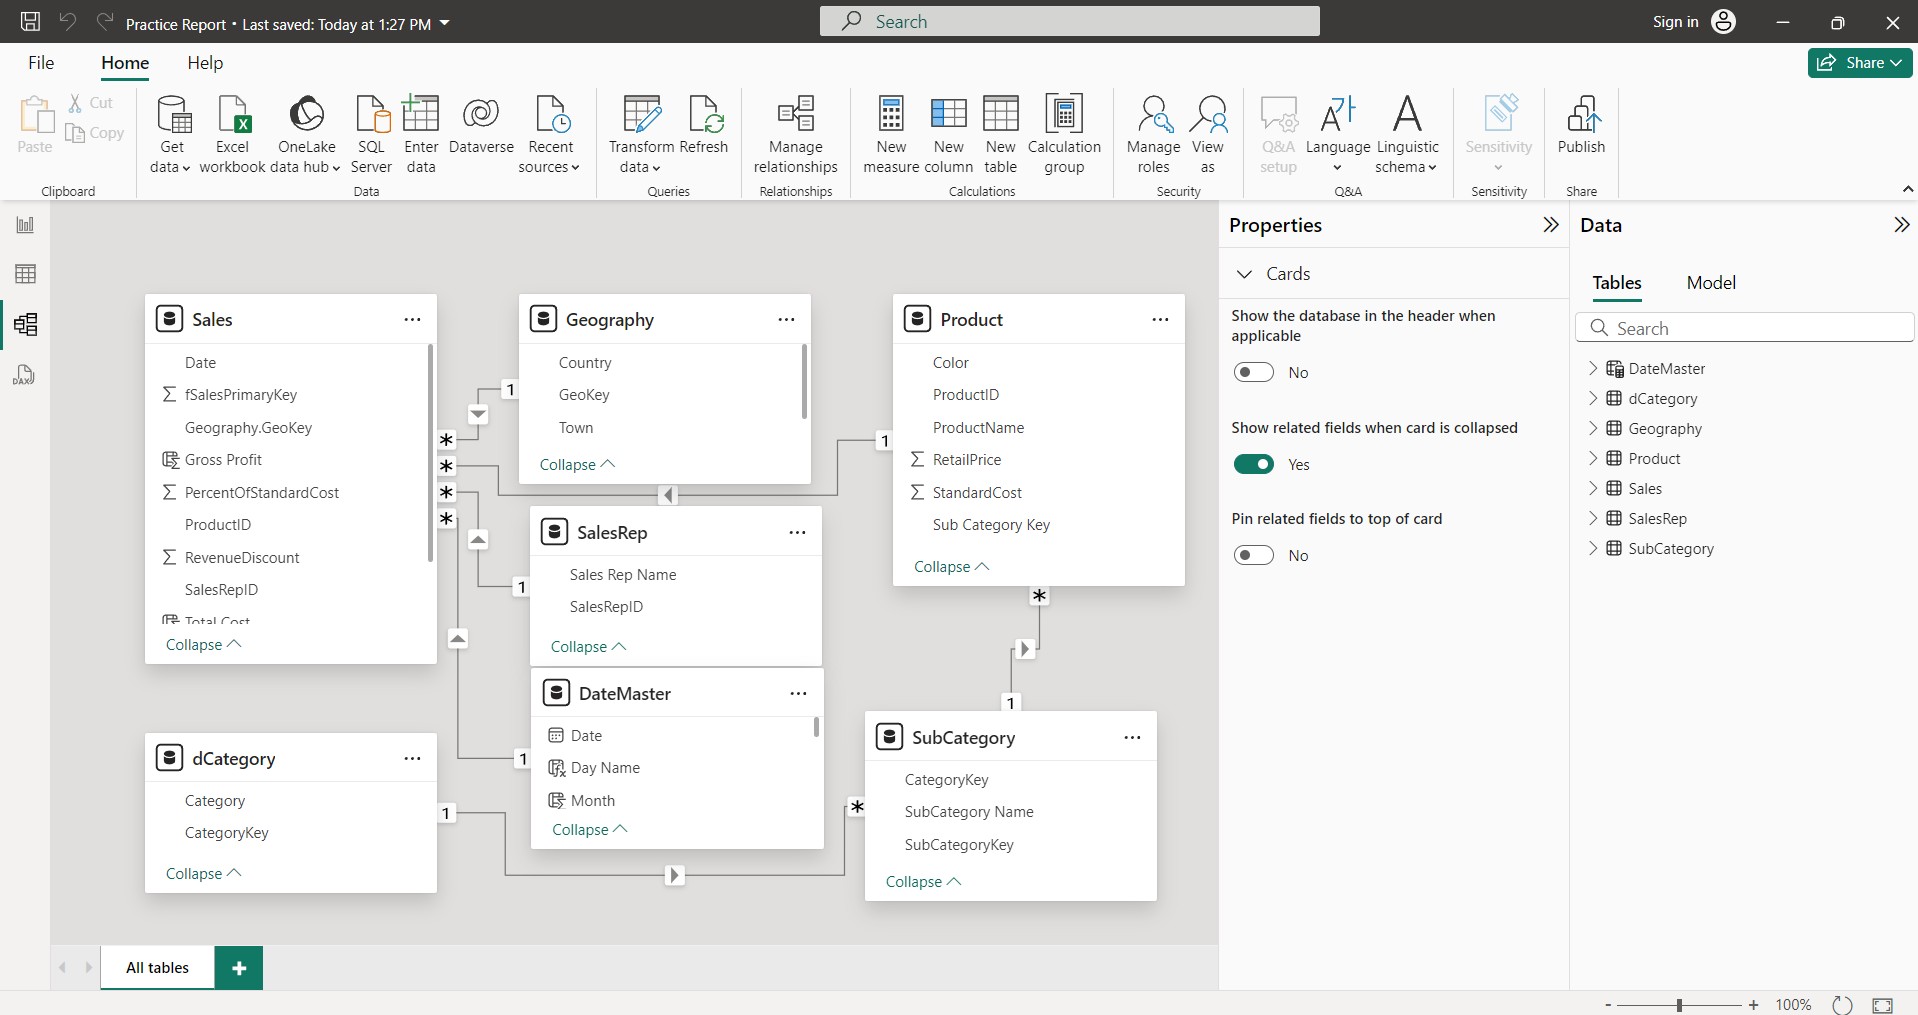 Practice Report • Last saved: Today at 1:27 PM
Search
Sign in
File
Home
Help
Share
Paste
Cut
Copy
Clipboard
Get data
Excel workbook
OneLake data hub
SQL Server
Enter data
Dataverse
Recent sources
Data
Transform data
Refresh
Queries
Manage relationships
Relationships
New measure
New column
New table
Calculation group
Calculations
Manage roles
View as
Security
Q&A setup
Language
Linguistic schema
Q&A
Sensitivity
Sensitivity
Publish
Share
DAX
Sales
Date
fSalesPrimaryKey
Geography.GeoKey
Gross Profit
PercentOfStandardCost
ProductID
RevenueDiscount
SalesRepID
Total Cost
Collapse
Geography
Country
GeoKey
Town
Collapse
Product
Color
ProductID
ProductName
RetailPrice
StandardCost
Sub Category Key
Collapse
SalesRep
Sales Rep Name
SalesRepID
Collapse
DateMaster
Date
Day Name
Month
Collapse
dCategory
Category
CategoryKey
Collapse
SubCategory
CategoryKey
SubCategory Name
SubCategoryKey
Collapse
1
*
*
*
*
1
1
1
*
1
1
*
Properties
Cards
Show the database in the header when
applicable
No
Show related fields when card is collapsed
Yes
Pin related fields to top of card
No
Data
Tables
Model
Search
DateMaster
dCategory
Geography
Product
Sales
SalesRep
SubCategory
All tables
+
- + 100%